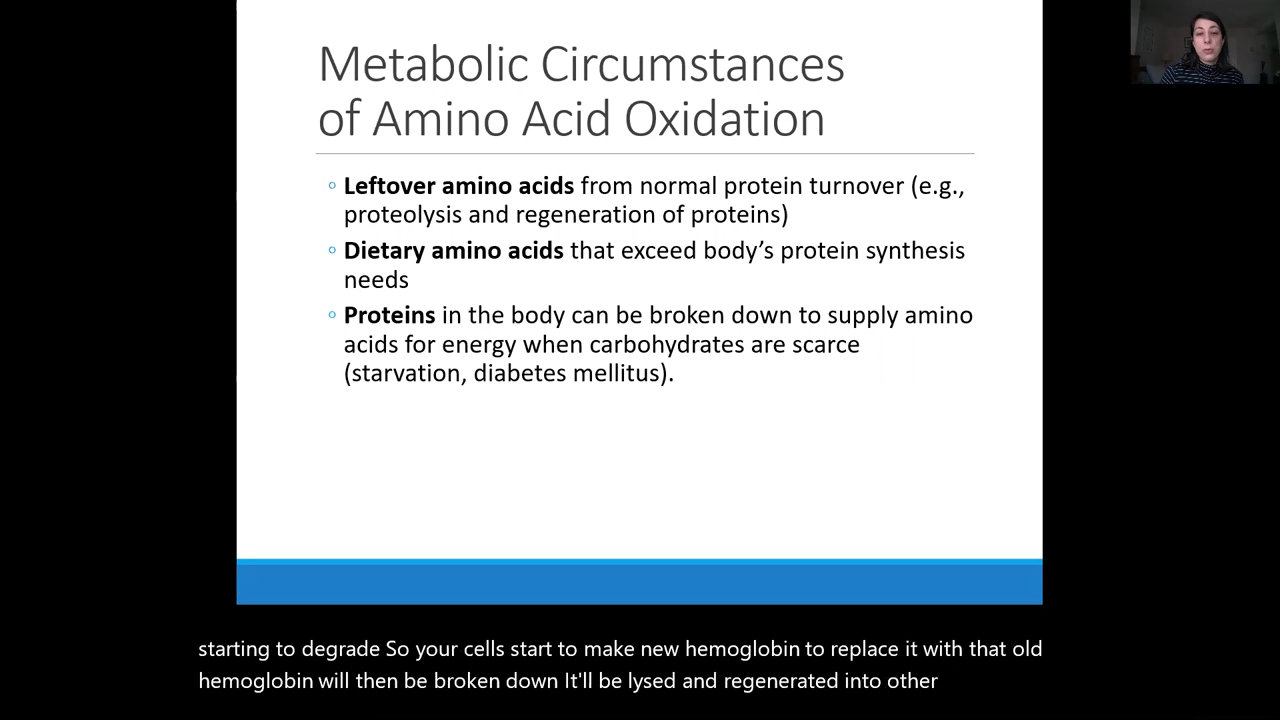 Metabolic Circumstances
of Amino Acid Oxidation
◦ Leftover amino acids from normal protein turnover (e.g.,
proteolysis and regeneration of proteins)
◦ Dietary amino acids that exceed body’s protein synthesis
needs
◦ Proteins in the body can be broken down to supply amino
acids for energy when carbohydrates are scarce
(starvation, diabetes mellitus).
starting to degrade So your cells start to make new hemoglobin to replace it with that old
hemoglobin will then be broken down It'll be lysed and regenerated into other